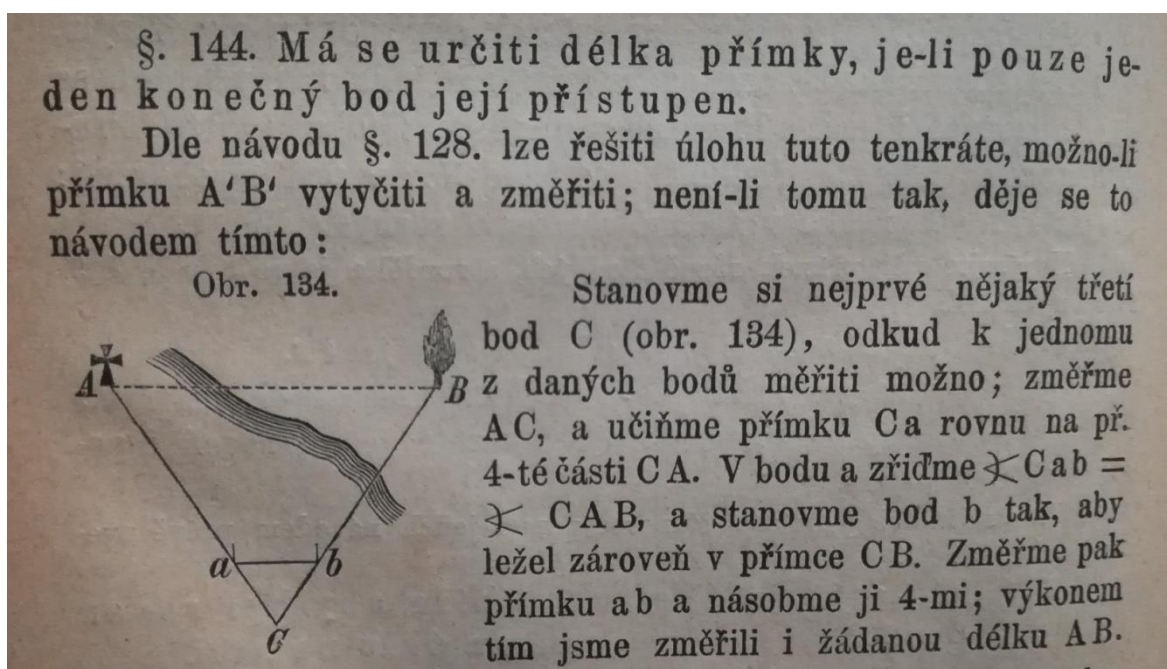 §. 144. Má se určiti délka přímky, je-li pouze je-
den konečný bod její přístupen.
Dle návodu §. 128. lze řešiti úlohu tuto tenkráte, možno-li
přímku A'B' vytyčiti a změřiti; není-li tomu tak, děje se to
návodem tímto:
Obr. 134.
A
B
a
b
C
Stanovme si nejprvé nějaký třetí
bod C (obr. 134), odkud k jednomu
z daných bodů měřiti možno; změřme
AC, a učiňme přímku Ca rovnu na př.
4-té části CA. V bodu a zřiďme ∢Cab =
∢ CAB, a stanovme bod b tak, aby
ležel zároveň v přímce CB. Změřme pak
přímku ab a násobme ji 4-mi; výkonem
tím jsme změřili i žádanou délku AB.